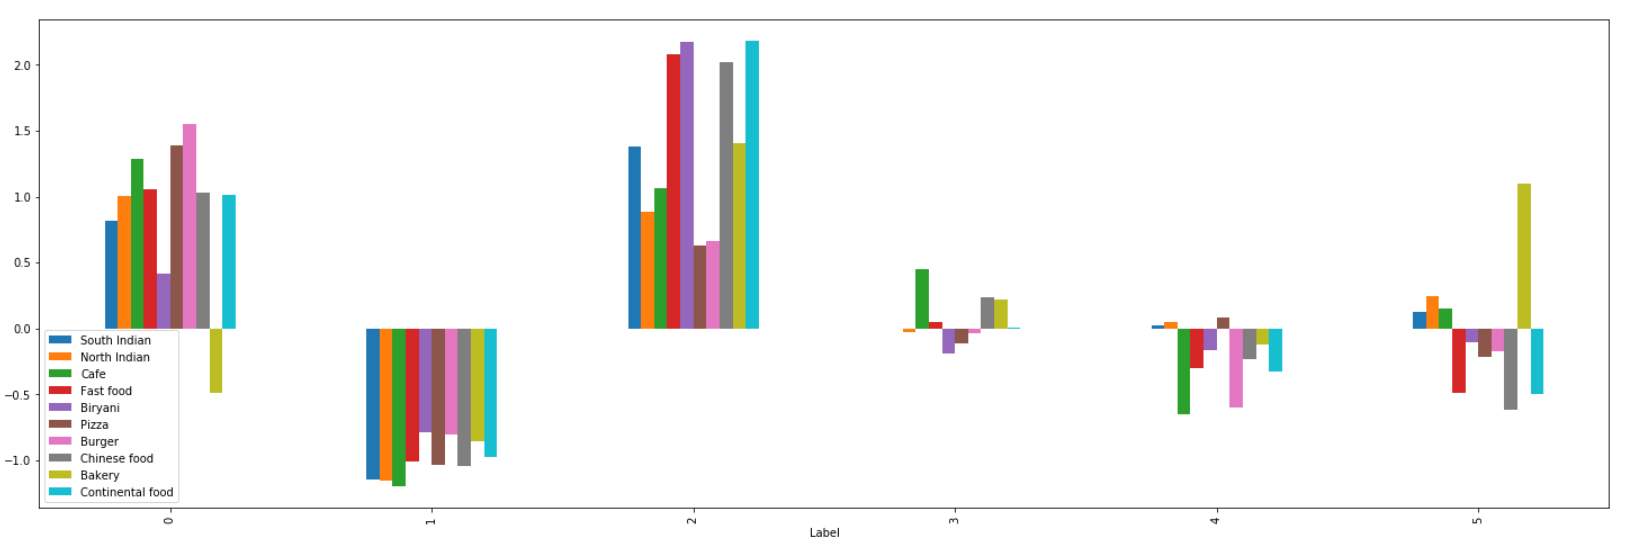 2.0
1.5
1.0
0.5
0.0
−0.5
−1.0
South Indian
North Indian
Cafe
Fast food
Biryani
Pizza
Burger
Chinese food
Bakery
Continental food
0 1 2 3 4 5
Label